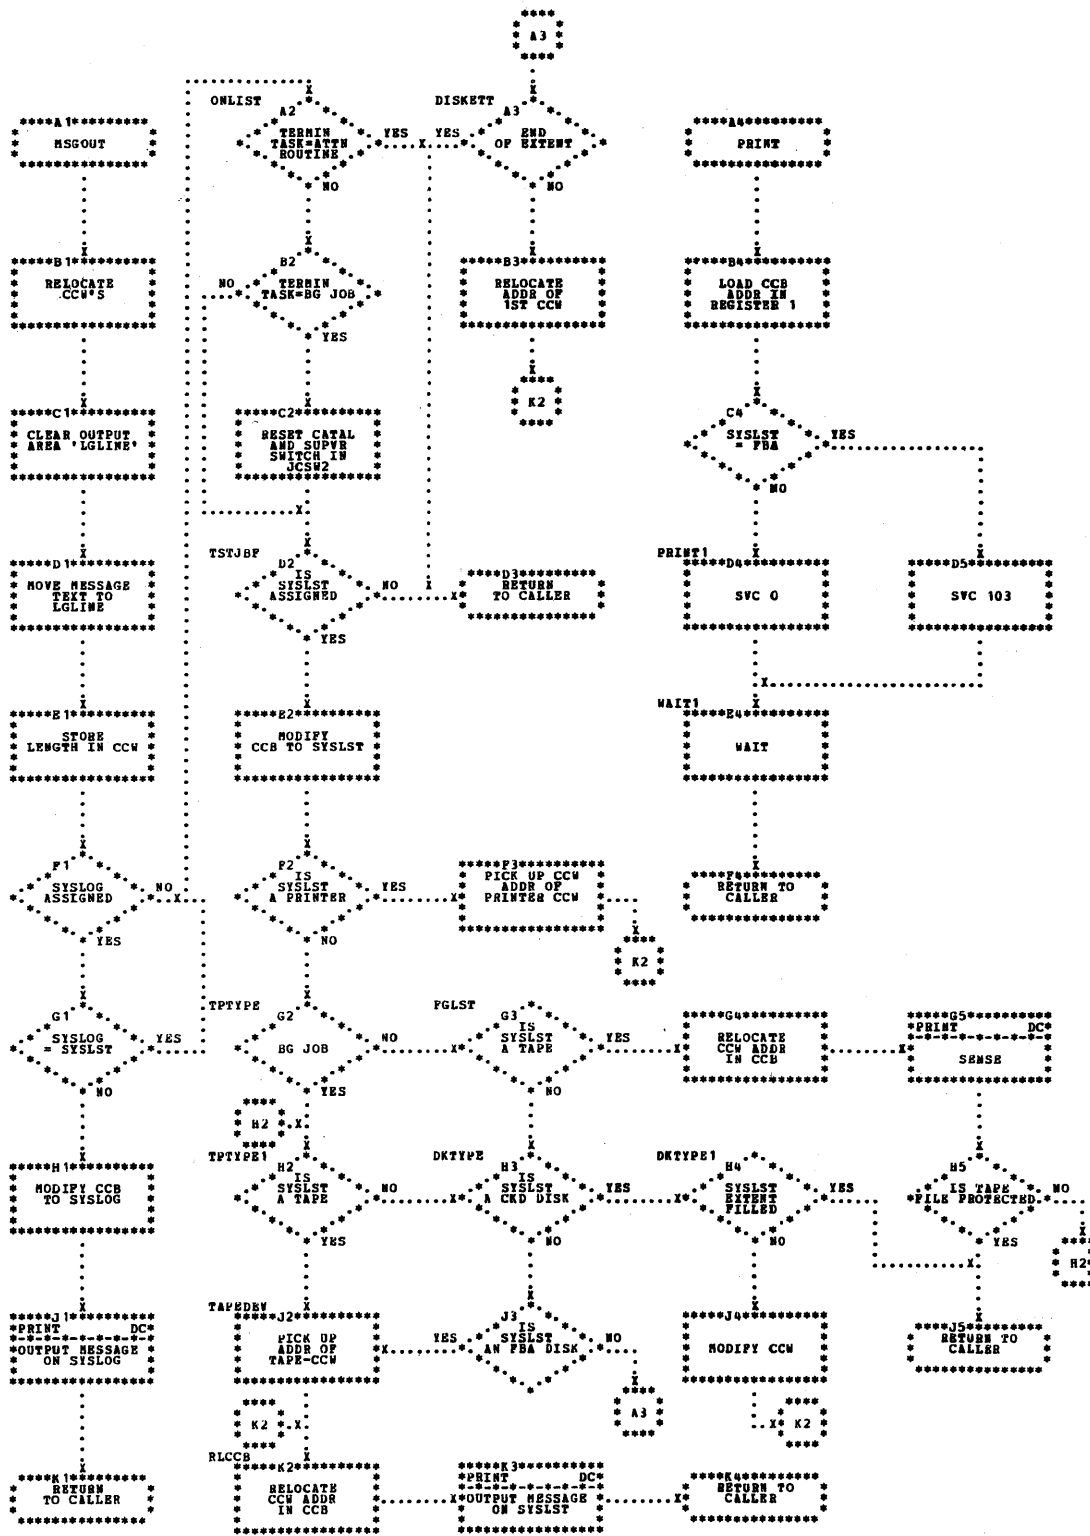 A3
ONLIST
DISKETT
A1
MSGOUT
A2
TERMIN
TASK=ATTN
ROUTINE
YES
NO
A3
END
OF EXTENT
YES
NO
A4
PRINT
B1
RELOCATE
CCW'S
B2
TERMIN
TASK=BG JOB
NO
YES
B3
RELOCATE
ADDR OF
1ST CCW
K2
B4
LOAD CCB
ADDR IN
REGISTER 1
C1
CLEAR OUTPUT
AREA 'LGLINE'
C2
RESET CATAL
AND SUPVR
SWITCH IN
JCSW2
C4
SYSLST
= FBA
YES
NO
D1
MOVE MESSAGE
TEXT TO
LGLINE
TSTJBF
D2
IS
SYSLST
ASSIGNED
NO
YES
D3
RETURN
TO CALLER
PRINT1
D4
SVC 0
D5
SVC 103
E1
STORE
LENGTH IN CCW
E2
MODIFY
CCB TO SYSLST
WAIT1
E4
WAIT
F1
SYSLOG
ASSIGNED
NO
YES
F2
IS
SYSLST
A PRINTER
YES
NO
F3
PICK UP CCW
ADDR OF
PRINTER CCW
K2
F4
RETURN TO
CALLER
G1
SYSLOG
= SYSLST
YES
NO
TPTYPE
G2
BG JOB
NO
YES
FGLST
G3
IS
SYSLST
A TAPE
YES
NO
G4
RELOCATE
CCW ADDR
IN CCB
G5
*PRINT DC*
SENSE
H2
H1
MODIFY CCB
TO SYSLOG
TPTYPE1
H2
IS
SYSLST
A TAPE
NO
YES
DKTYPE
H3
IS
SYSLST
A CKD DISK
YES
NO
DKTYPE1
H4
SYSLST
EXTENT
FILLED
YES
NO
H5
IS TAPE
FILE PROTECTED
NO
YES
H2
J1
*PRINT DC*
OUTPUT MESSAGE
ON SYSLOG
TAPEDEV
J2
PICK UP
ADDR OF
TAPE-CCW
J3
IS
SYSLST
AN FBA DISK
YES
NO
A3
J4
MODIFY CCW
K2
J5
RETURN TO
CALLER
K2
K1
RETURN
TO CALLER
RLCCB
K2
RELOCATE
CCW ADDR
IN CCB
K3
*PRINT DC*
OUTPUT MESSAGE
ON SYSLST
K4
RETURN TO
CALLER